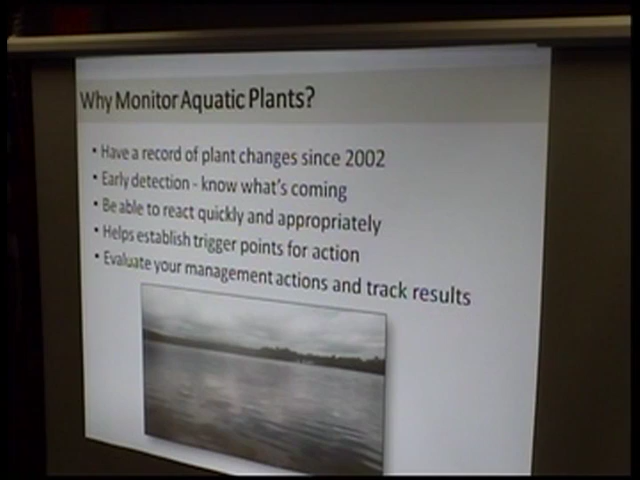 Why Monitor Aquatic Plants?
• Have a record of plant changes since 2002
• Early detection - know what's coming
• Be able to react quickly and appropriately
• Helps establish trigger points for action
• Evaluate your management actions and track results